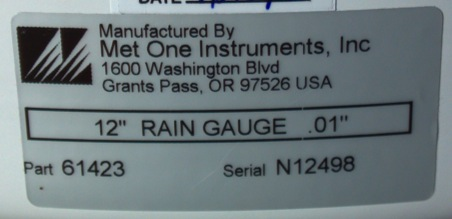 DATE
Manufactured By
Met One Instruments, Inc
1600 Washington Blvd
Grants Pass, OR 97526 USA
12" RAIN GAUGE .01"
Part 61423 Serial N12498